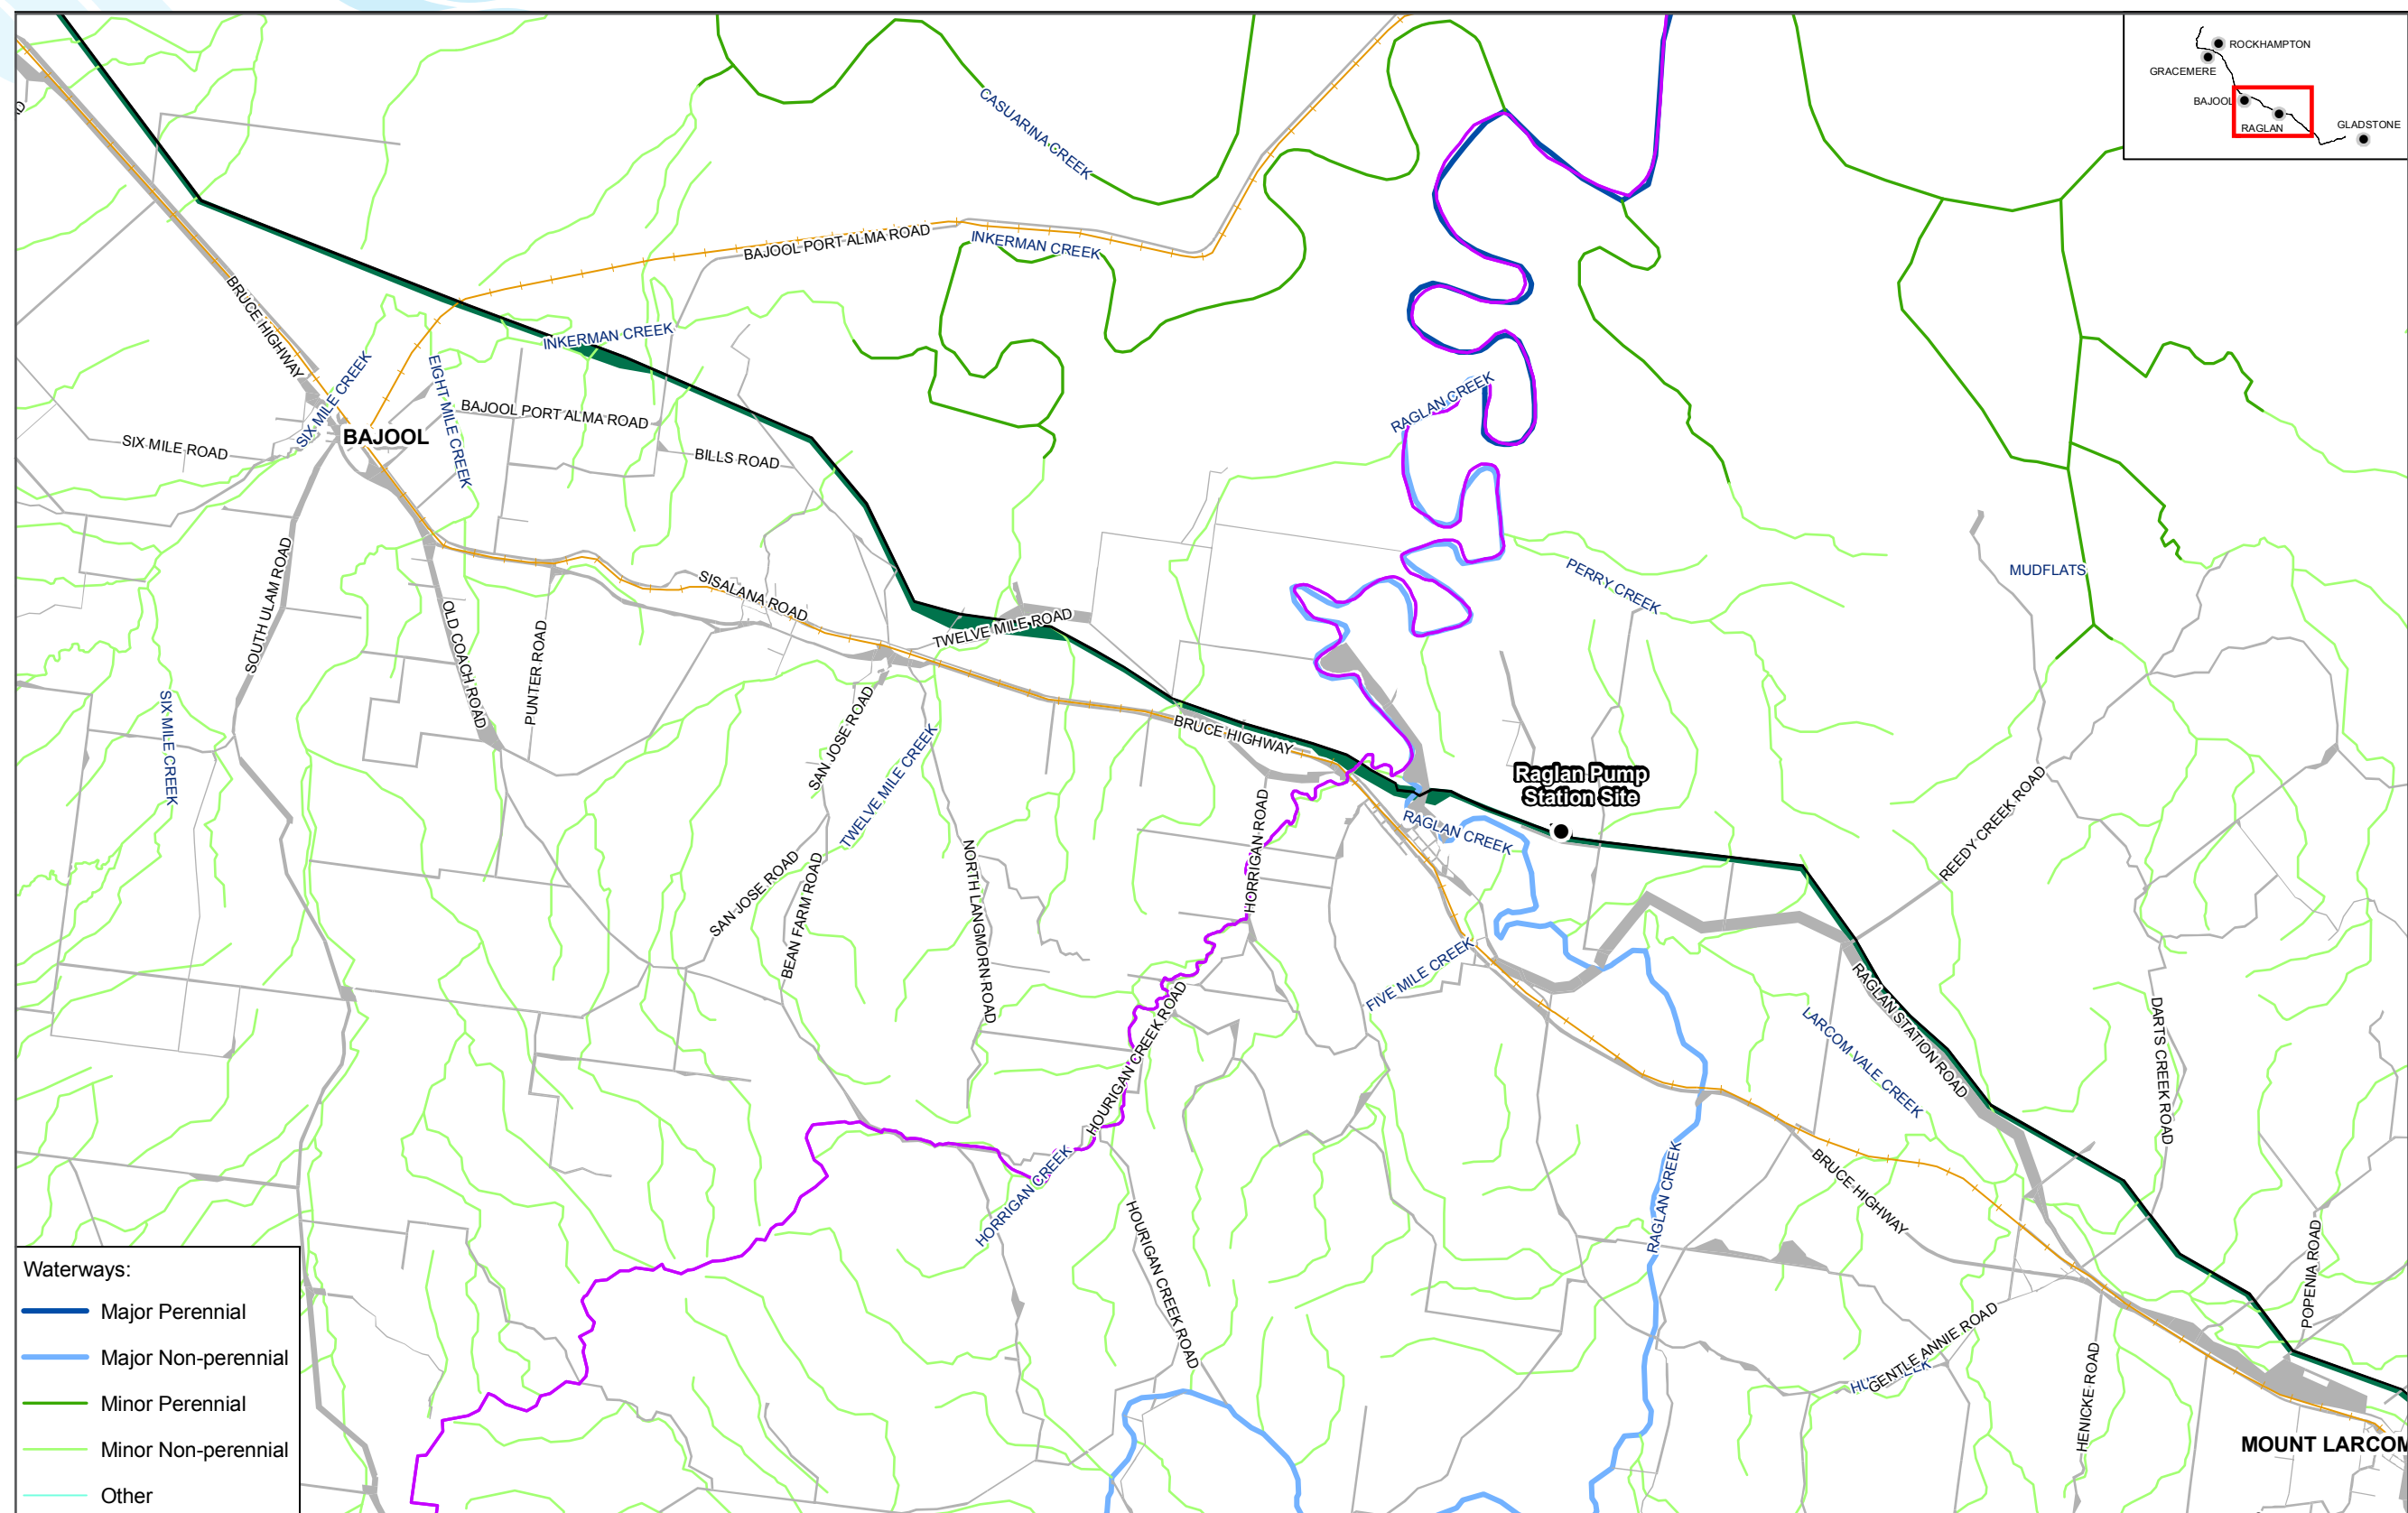 ROCKHAMPTON
GRACEMERE
BAJOOL
RAGLAN
GLADSTONE
CASUARINA CREEK
BAJOOL PORT ALMA ROAD
INKERMAN CREEK
BRUCE HIGHWAY
INKERMAN CREEK
SIX MILE CREEK
EIGHT MILE CREEK
RAGLAN CREEK
BAJOOL PORT ALMA ROAD
BAJOOL
SIX MILE ROAD
BILLS ROAD
MUDFLATS
PERRY CREEK
SISALANA ROAD
SOUTH ULAM ROAD
OLD COACH ROAD
PUNTER ROAD
TWELVE MILE ROAD
SIX MILE CREEK
SAN JOSE ROAD
TWELVE MILE CREEK
BRUCE HIGHWAY
Raglan Pump
Station Site
RAGLAN CREEK
HORRIGAN ROAD
REEDY CREEK ROAD
SAN JOSE ROAD
BEAN FARM ROAD
NORTH LANGMORN ROAD
FIVE MILE CREEK
RAGLAN STATION ROAD
LARCOM VALE CREEK
DARTS CREEK ROAD
HOURIGAN CREEK ROAD
HORRIGAN CREEK
HOURIGAN CREEK ROAD
RAGLAN CREEK
BRUCE HIGHWAY
POPENIA ROAD
GENTLE ANNIE ROAD
HENICKE ROAD
MOUNT LARCOM
Waterways:
Major Perennial
Major Non-perennial
Minor Perennial
Minor Non-perennial
Other